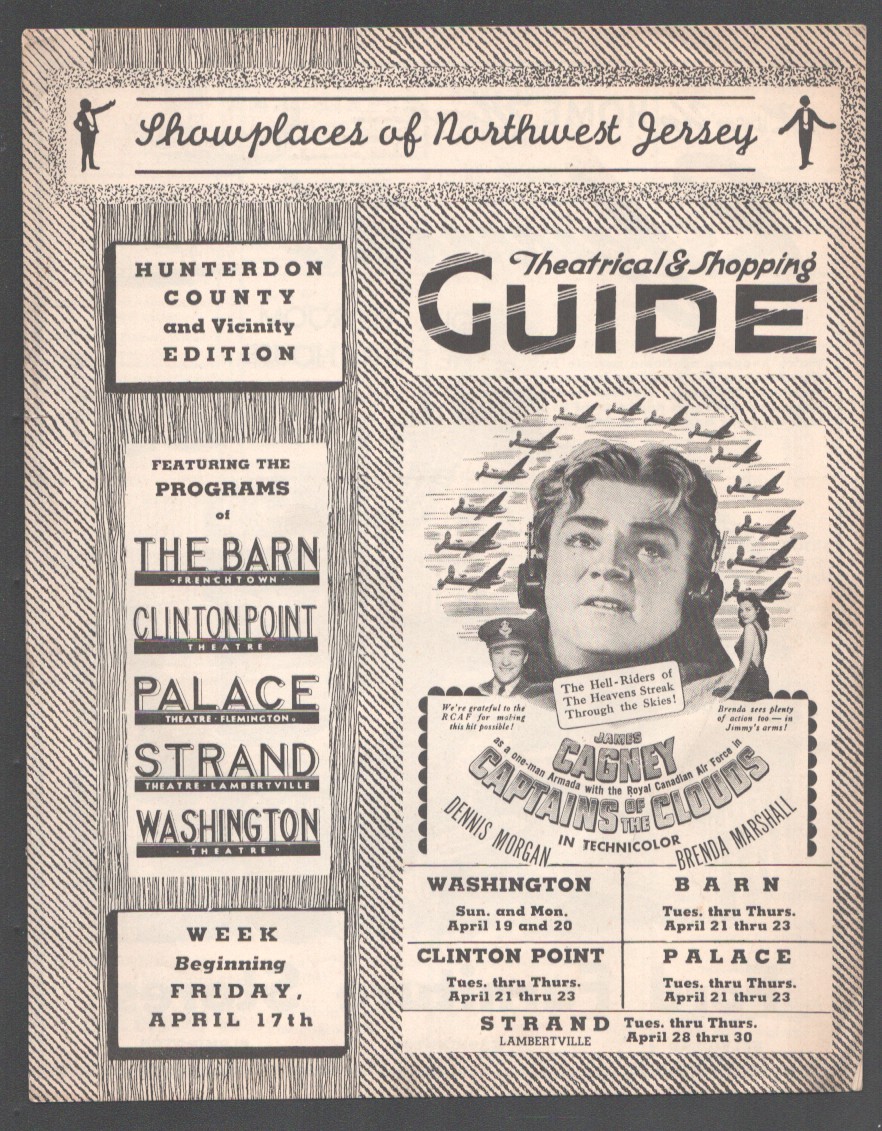 Showplaces of Northwest Jersey
HUNTERDON
COUNTY
and Vicinity
EDITION
FEATURING THE
PROGRAMS
of
THE BARN
FRENCHTOWN
CLINTON POINT
THEATRE
PALACE
THEATRE · FLEMINGTON
STRAND
THEATRE · LAMBERTVILLE
WASHINGTON
THEATRE
WEEK
Beginning
FRIDAY,
APRIL 17th
Theatrical & Shopping
GUIDE
The Hell-Riders of
The Heavens Streak
Through the Skies!
We're grateful to the
RCAF for making
this hit possible!
Brenda sees plenty
of action too — in
Jimmy's arms!
JAMES
CAGNEY
as a one-man Armada with the Royal Canadian Air Force in
CAPTAINS OF THE CLOUDS
IN TECHNICOLOR
DENNIS MORGAN
BRENDA MARSHALL
WASHINGTON
Sun. and Mon.
April 19 and 20
BARN
Tues. thru Thurs.
April 21 thru 23
CLINTON POINT
Tues. thru Thurs.
April 21 thru 23
PALACE
Tues. thru Thurs.
April 21 thru 23
STRAND
LAMBERTVILLE
Tues. thru Thurs.
April 28 thru 30